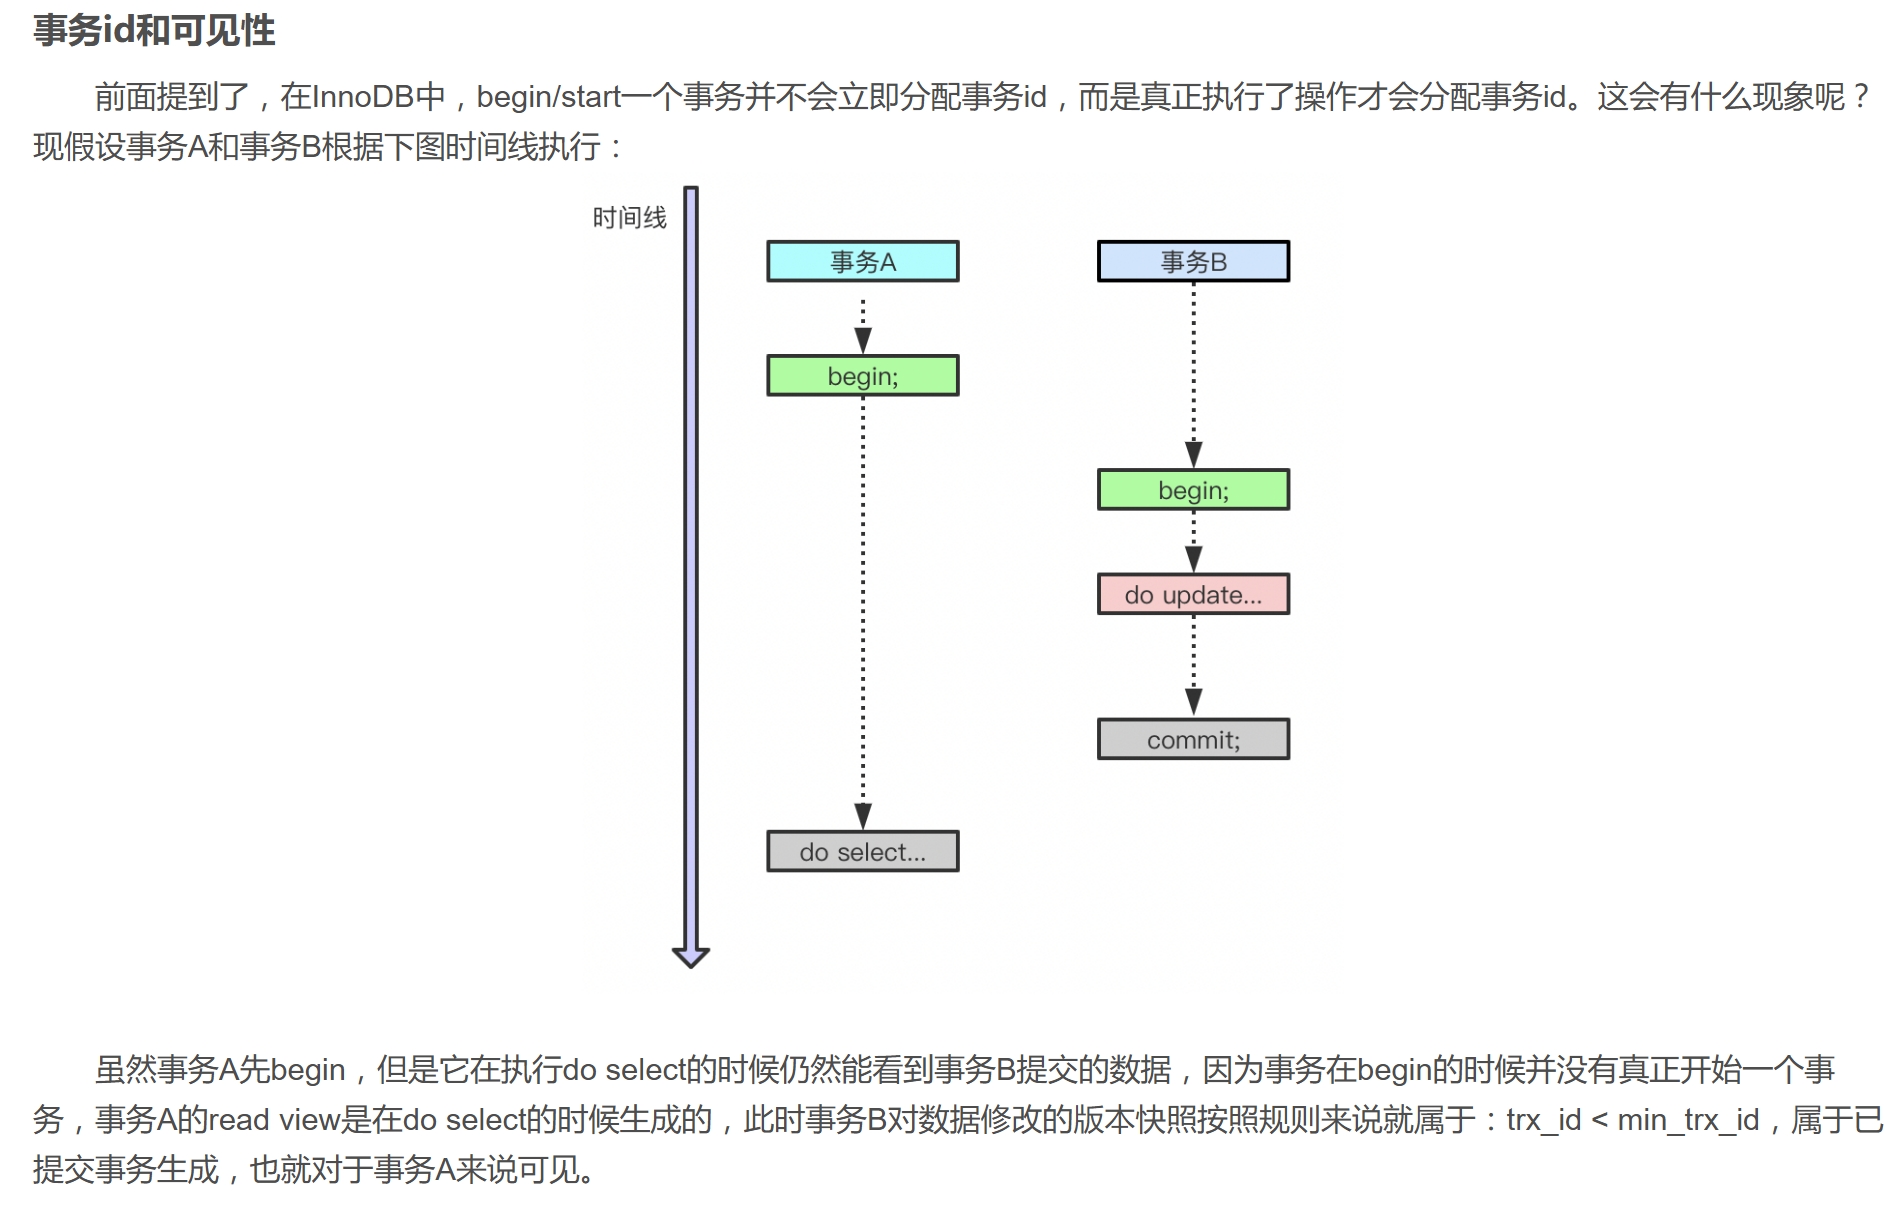 事务id和可见性
前面提到了，在InnoDB中，begin/start一个事务并不会立即分配事务id，而是真正执行了操作才会分配事务id。这会有什么现象呢？
现假设事务A和事务B根据下图时间线执行：
时间线
事务A
事务B
begin;
begin;
do update...
commit;
do select...
虽然事务A先begin，但是它在执行do select的时候仍然能看到事务B提交的数据，因为事务在begin的时候并没有真正开始一个事
务，事务A的read view是在do select的时候生成的，此时事务B对数据修改的版本快照按照规则来说就属于：trx_id < min_trx_id，属于已
提交事务生成，也就对于事务A来说可见。